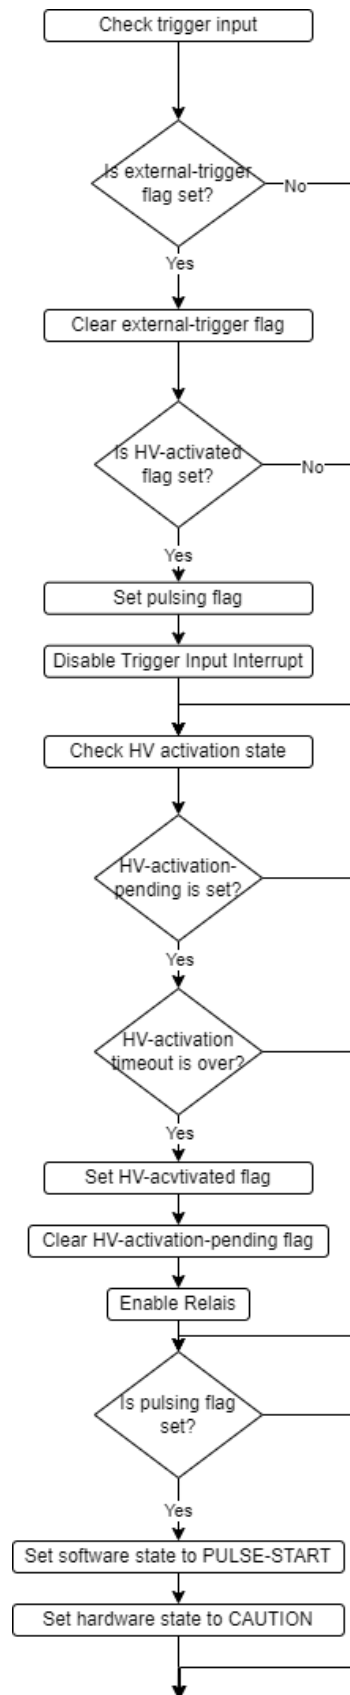 Check trigger input
Is external-trigger
flag set?
No
Yes
Clear external-trigger flag
Is HV-activated
flag set?
No
Yes
Set pulsing flag
Disable Trigger Input Interrupt
Check HV activation state
HV-activation-
pending is set?
Yes
HV-activation
timeout is over?
Yes
Set HV-acvtivated flag
Clear HV-activation-pending flag
Enable Relais
Is pulsing flag
set?
Yes
Set software state to PULSE-START
Set hardware state to CAUTION